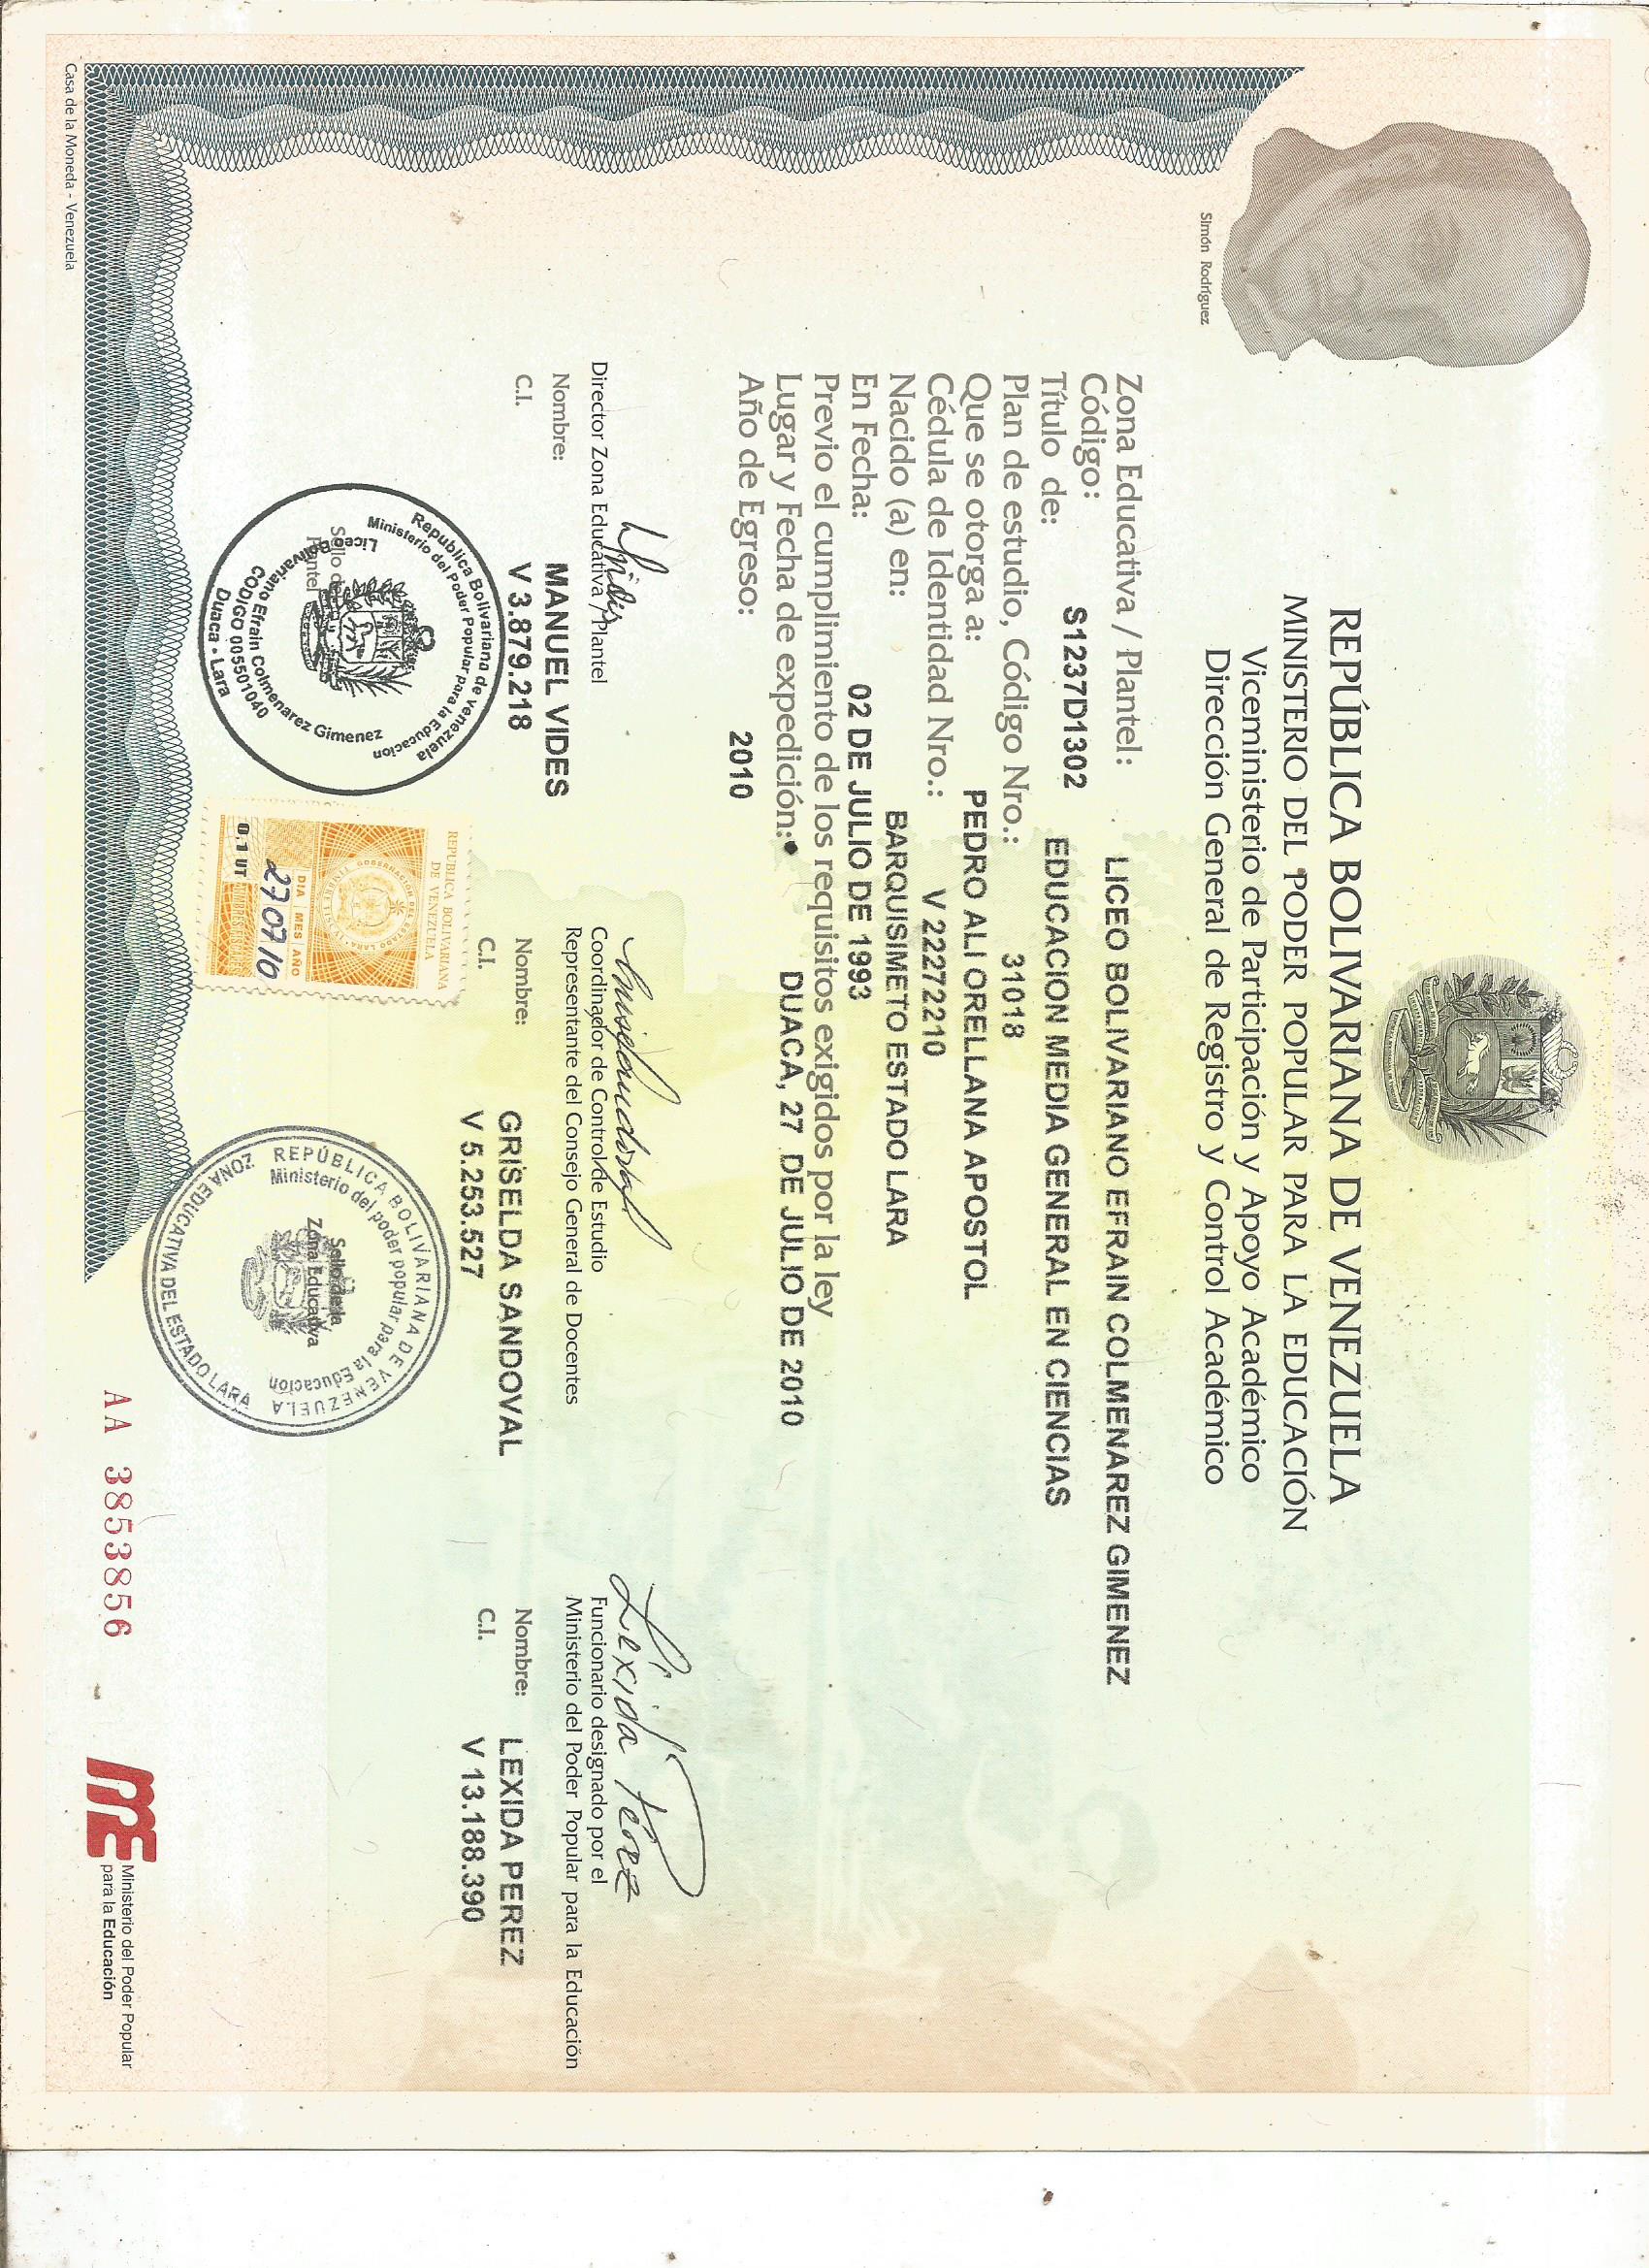 REPÚBLICA BOLIVARIANA DE VENEZUELA
MINISTERIO DEL PODER POPULAR PARA LA EDUCACIÓN
Viceministerio de Participación y Apoyo Académico
Dirección General de Registro y Control Académico
Simón Rodríguez
Zona Educativa / Plantel: LICEO BOLIVARIANO EFRAIN COLMENAREZ GIMENEZ
Código: S1237D1302
Título de: EDUCACION MEDIA GENERAL EN CIENCIAS
Plan de estudio, Código Nro.: 31018
Que se otorga a: PEDRO ALI ORELLANA APOSTOL
Cédula de Identidad Nro.: V 22272210
Nacido (a) en: BARQUISIMETO ESTADO LARA
En Fecha: 02 DE JULIO DE 1993
Previo el cumplimiento de los requisitos exigidos por la ley
Lugar y Fecha de expedición: DUACA, 27 DE JULIO DE 2010
Año de Egreso: 2010
Director Zona Educativa /Plantel
Nombre: MANUEL VIDES
C.I. V 3.879.218
Coordinador de Control de Estudio
Representante del Consejo General de Docentes
Nombre: GRISELDA SANDOVAL
C.I. V 5.253.527
Lexida Perez
Funcionario designado por el
Ministerio del Poder Popular para la Educación
Nombre: LEXIDA PEREZ
C.I. V 13.188.390
Republica Bolivariana de Venezuela
Ministerio del Poder Popular para la Educacion
Liceo Bolivariano Efrain Colmenarez Gimenez
CODIGO 005501040
Duaca - Lara
Sello del
Plantel
REPUBLICA BOLIVARIANA
DE VENEZUELA
GOBERNACION DEL ESTADO LARA
DIA MES AÑO
27 07 10
0,1 UT TIMBRES FISCALES
REPÚBLICA BOLIVARIANA DE VENEZUELA
Ministerio del poder popular para la Educacion
Sello de la
Zona Educativa
ZONA EDUCATIVA DEL ESTADO LARA
AA 3853856
Ministerio del Poder Popular
para la Educación
Casa de la Moneda - Venezuela